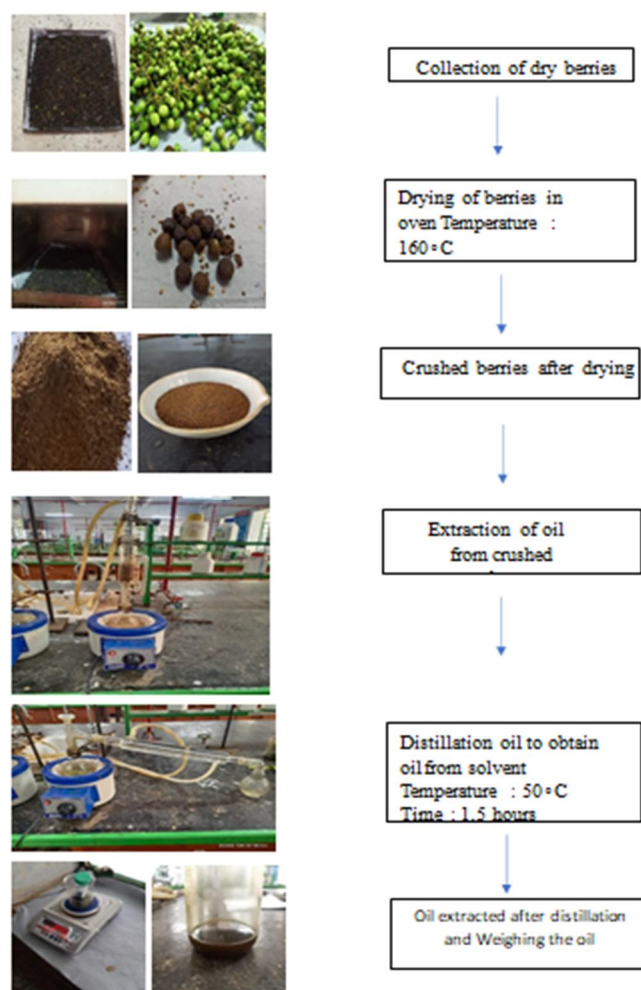 Collection of dry berries
Drying of berries in
oven Temperature :
160°C
Crushed berries after drying
Extraction of oil
from crushed
Distillation oil to obtain
oil from solvent
Temperature : 50°C
Time : 1.5 hours
Oil extracted after distillation
and Weighing the oil